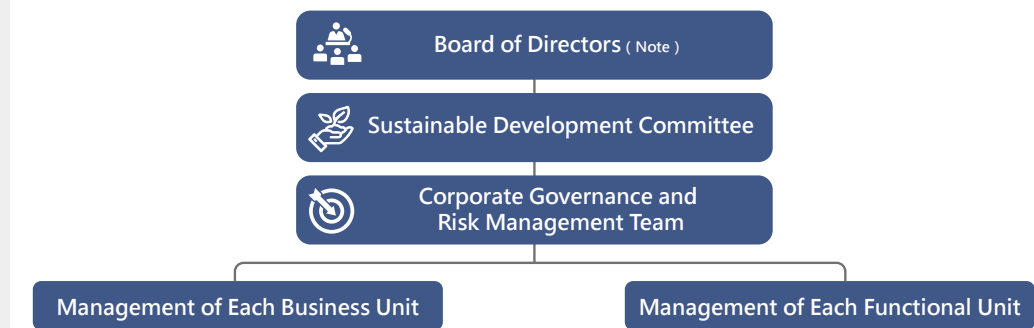 Board of Directors ( Note )
Sustainable Development Committee
Corporate Governance and
Risk Management Team
Management of Each Business Unit
Management of Each Functional Unit